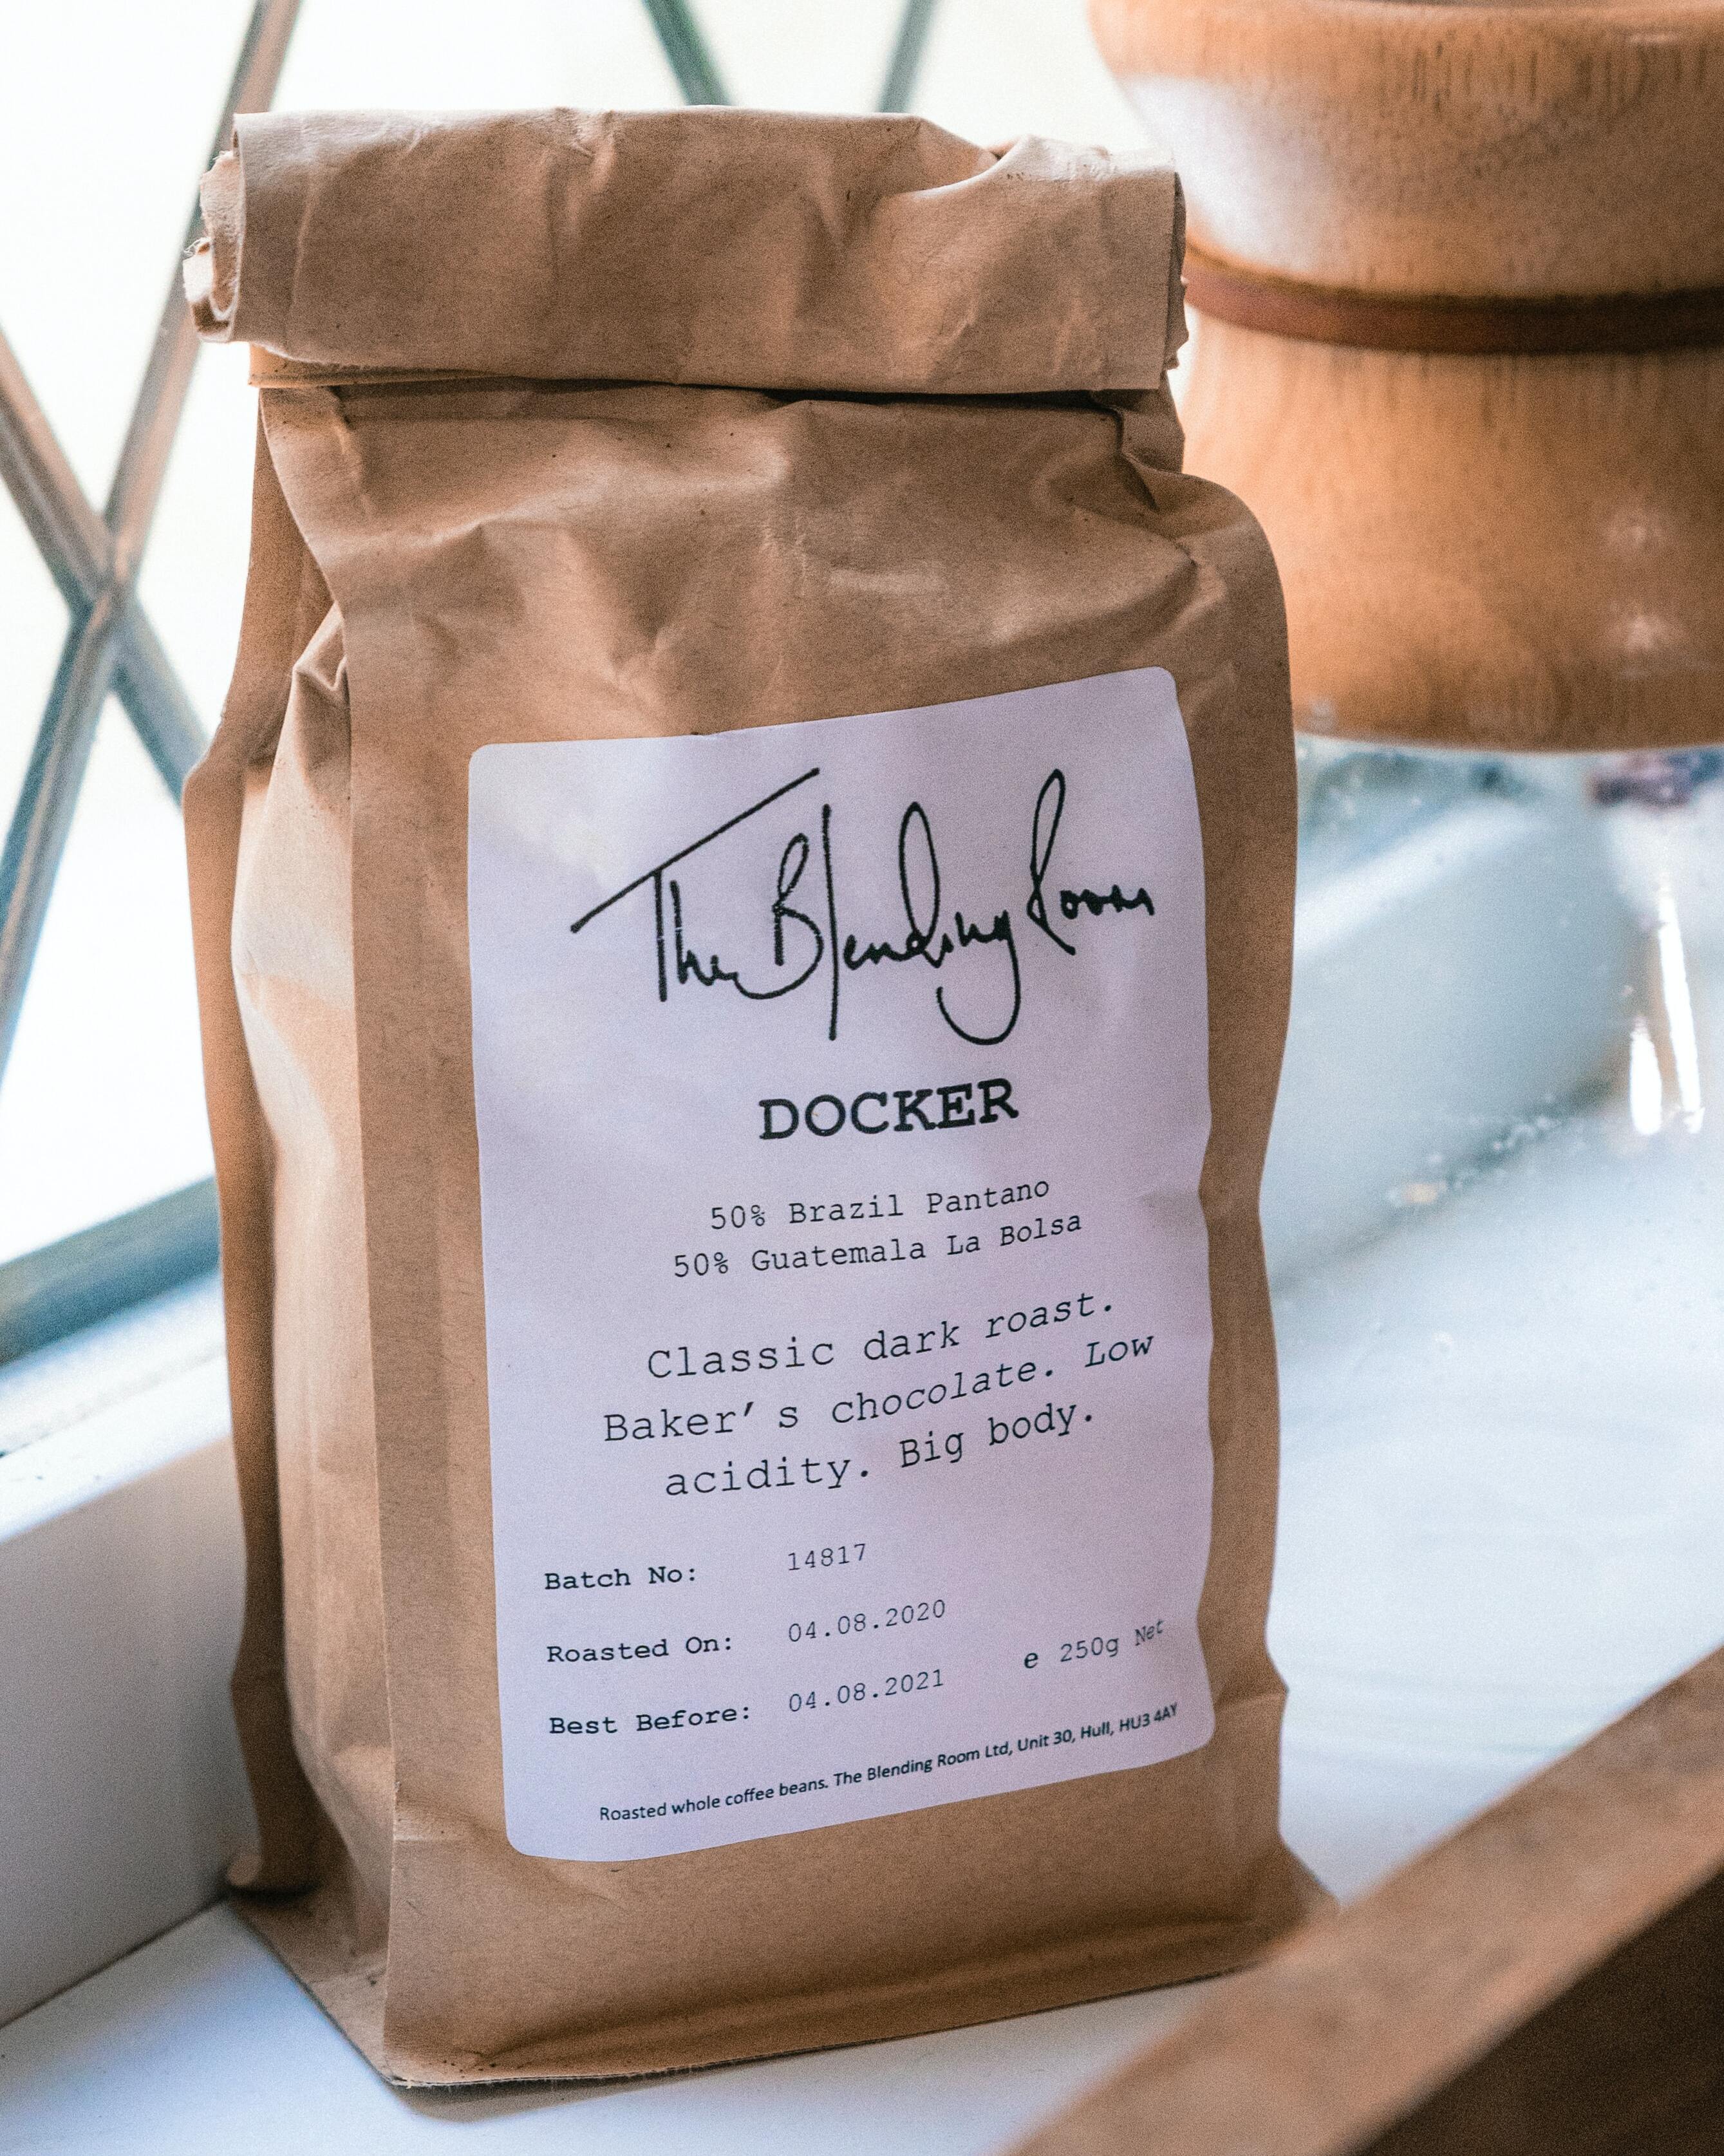 The Blending Room
DOCKER
50% Brazil Pantano
50% Guatemala La Bolsa
Classic dark roast.
Baker's chocolate. Low
acidity. Big body.
Batch No: 14817
Roasted On: 04.08.2020
Best Before: 04.08.2021 e 250g Net
Roasted whole coffee beans. The Blending Room Ltd, Unit 30, Hull, HU3 4AY